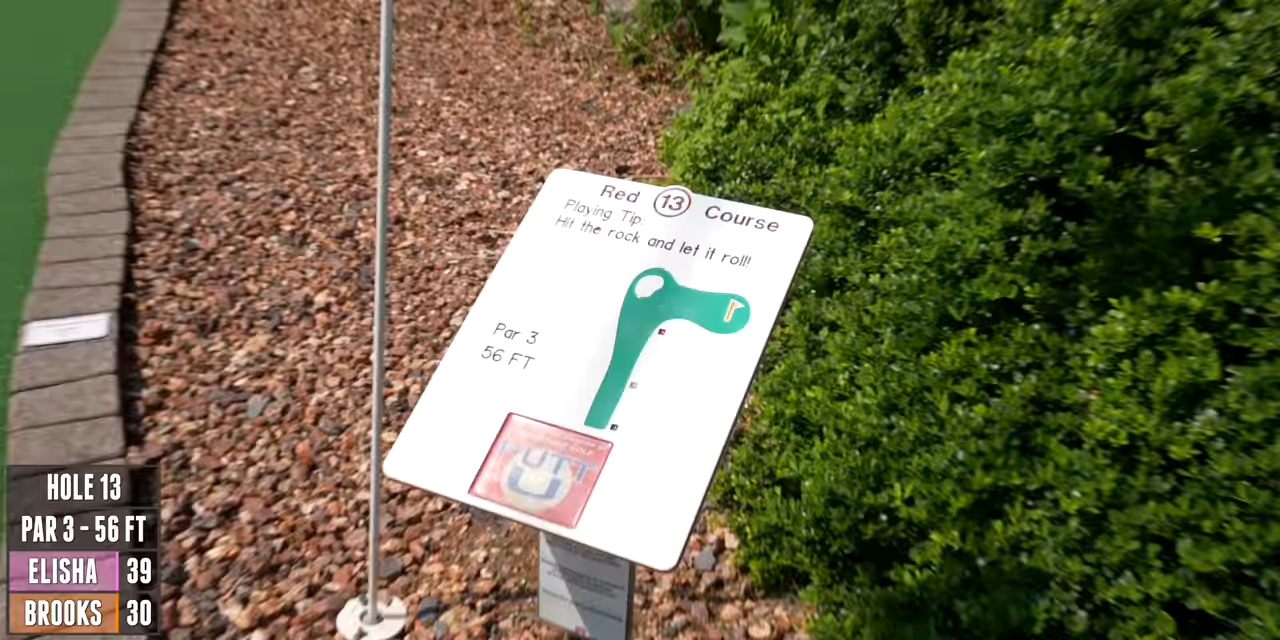 Red 13 Course
Playing Tip:
Hit the rock and let it roll!
Par 3
56 FT
PUTT
U
HOLE 13
PAR 3 - 56 FT
ELISHA 39
BROOKS 30